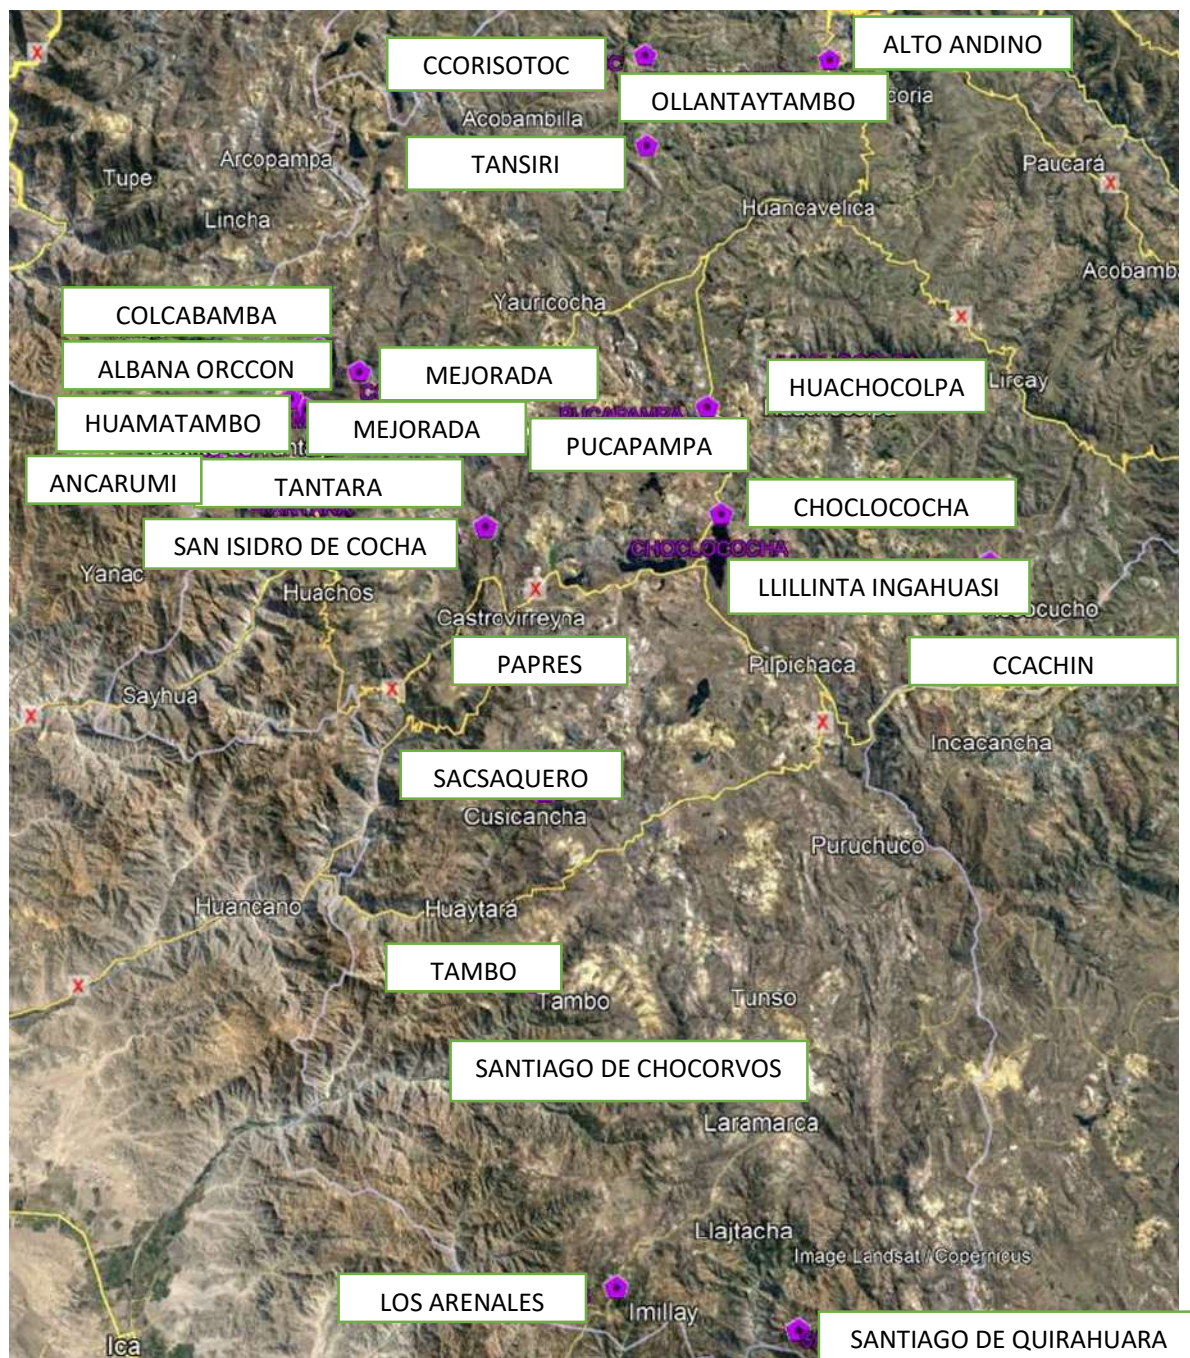 ALTO ANDINO
CCORISOTOC
OLLANTAYTAMBO
coria
Acobambilla
TANSIRI
Arcopampa
Paucará
Tupe
X
X
Huancavelica
Lincha
Acobamba
Yauricocha
COLCABAMBA
X
ALBANA ORCCON
MEJORADA
HUACHOCOLPA
Lircay
HUAMATAMBO
MEJORADA
PUCAPAMPA
PUCAPAMPA
ANCARUMI
TANTARA
CHOCLOCOCHA
SAN ISIDRO DE COCHA
CHOCLOCOCHA
Yanac
Huachos
X
LLILLINTA INGAHUASI
cucho
Castrovirreyna
PAPRES
Pilpichaca
CCACHIN
Sayhua
X
X
X
Incacancha
SACSAQUERO
Cusicancha
Puruchuco
Huancano
Huaytará
TAMBO
X
Tambo
Tunso
SANTIAGO DE CHOCORVOS
Laramarca
Llajtacha
Image Landsat / Copernicus
LOS ARENALES
Imillay
Ica
SANTIAGO DE QUIRAHUARA